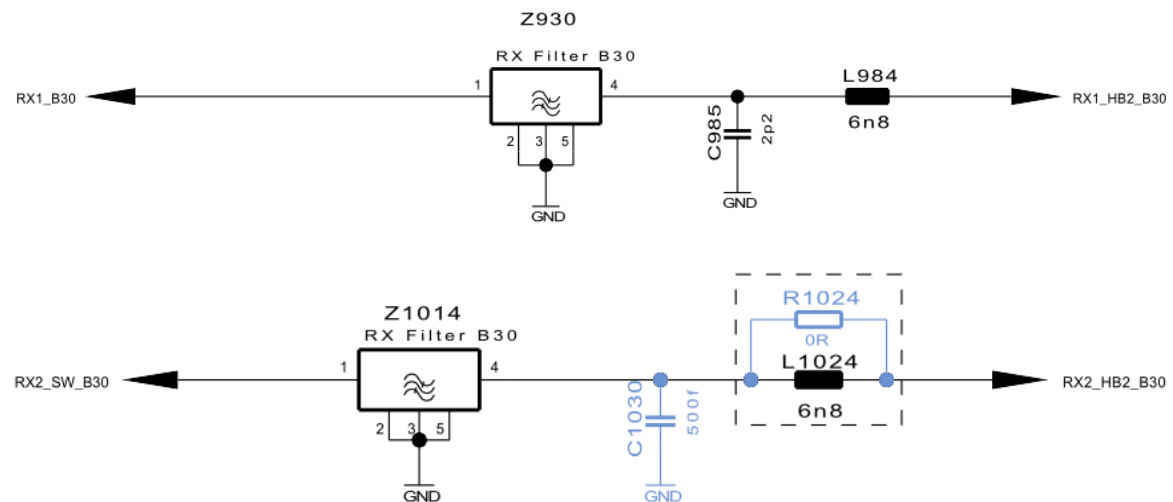 Z930
RX Filter B30
1
4
L984
RX1_B30
RX1_HB2_B30
C985
2p2
6n8
2
3
5
GND
GND
R1024
Z1014
RX Filter B30
0R
L1024
1
4
RX2_SW_B30
RX2_HB2_B30
C1030
500f
6n8
2
3
5
GND
GND